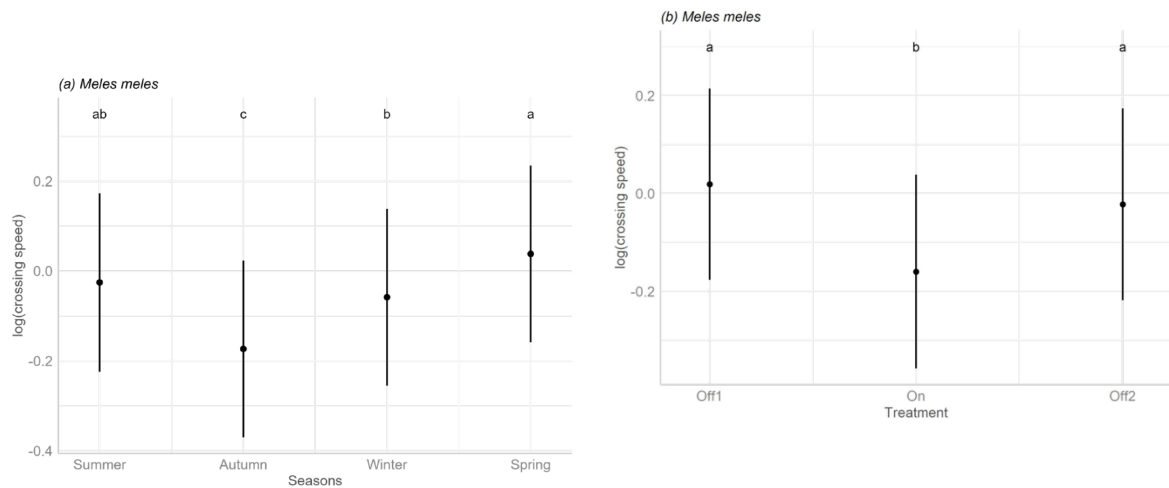 (a) Meles meles
ab c b a
0.2
0.0
-0.2
-0.4
log(crossing speed)
Summer Autumn Winter Spring
Seasons
(b) Meles meles
a b a
0.2
0.0
-0.2
log(crossing speed)
Off1 On Off2
Treatment